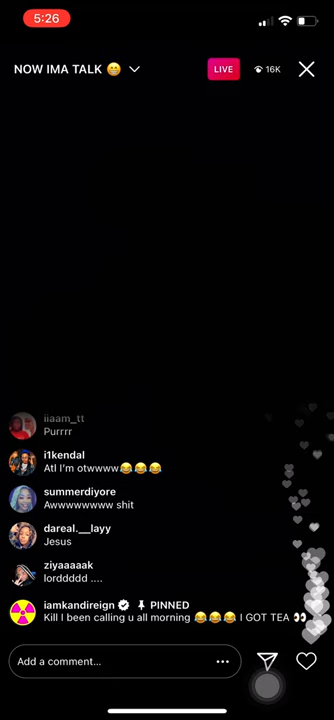 5:26
NOW IMA TALK 😁
LIVE
16K
iiaam_tt
Purrrr
i1kendal
Atl I'm otwwww😂😂😂
summerdiyore
Awwwwwwww shit
dareal.__layy
Jesus
ziyaaaaak
lorddddd ....
iamkandireign PINNED
Kill I been calling u all morning 😂😂😂 I GOT TEA 👀
Add a comment...